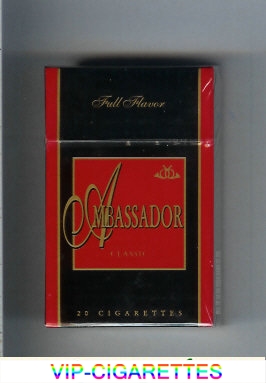 Full Flavor
AMBASSADOR
CLASSIC
20 CIGARETTES
VIP-CIGARETTES